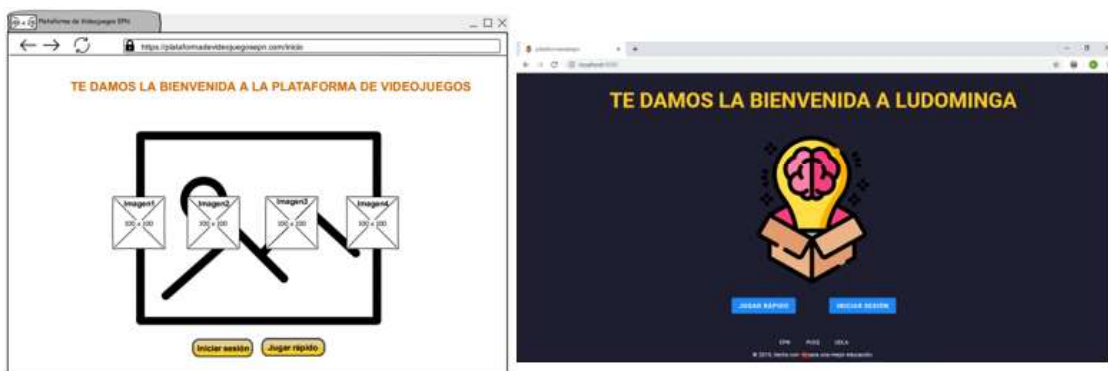 Plataforma de Videojuegos EPN
https://plataformadevideojuegosepn.com/inicio
TE DAMOS LA BIENVENIDA A LA PLATAFORMA DE VIDEOJUEGOS
Imagen1
Imagen2
Imagen3
Imagen4
100 x 100
100 x 100
100 x 100
100 x 100
Iniciar sesión
Jugar rápido
TE DAMOS LA BIENVENIDA A LUDOMINGA
JUGAR RÁPIDO
INICIAR SESIÓN
EPN
PUCE
UDLA